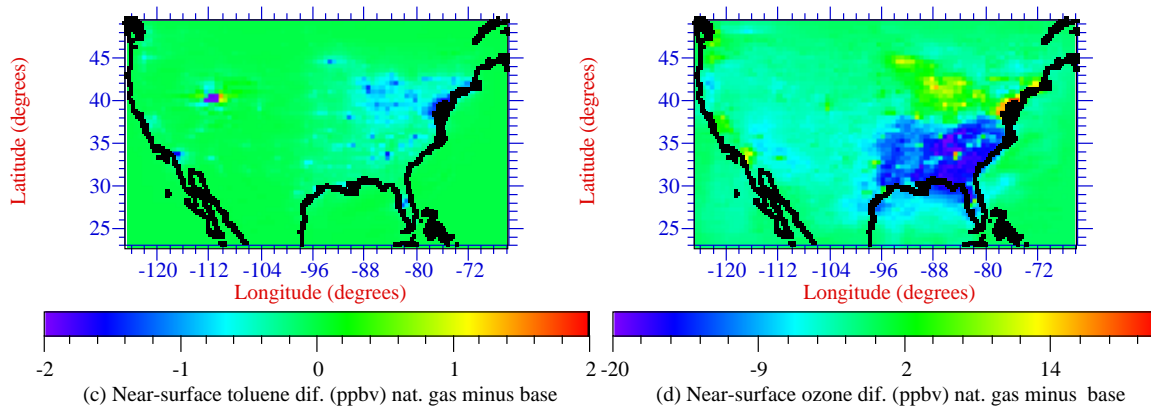 45
40
35
30
25
Latitude (degrees)
-120 -112 -104 -96 -88 -80 -72
Longitude (degrees)
-2 -1 0 1 2
(c) Near-surface toluene dif. (ppbv) nat. gas minus base
45
40
35
30
25
Latitude (degrees)
-120 -112 -104 -96 -88 -80 -72
Longitude (degrees)
-20 -9 2 14
(d) Near-surface ozone dif. (ppbv) nat. gas minus base